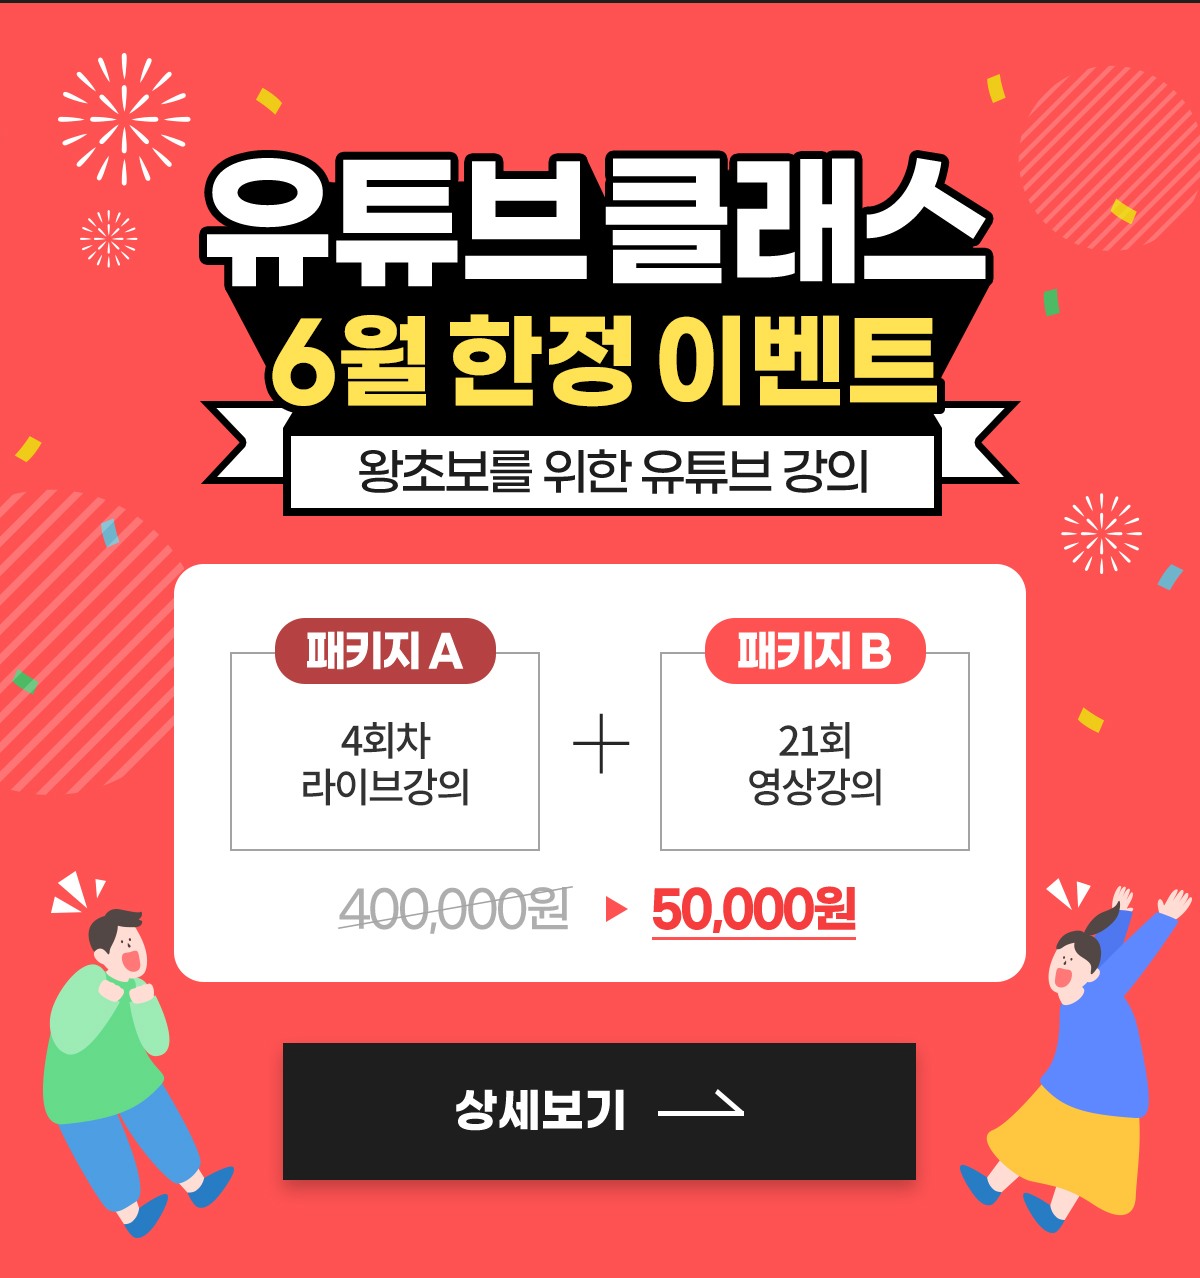 유튜브클래스
6월 한정 이벤트
왕초보를 위한 유튜브 강의
패키지 A
4회차
라이브강의
패키지 B
21회
영상강의
400,000원 ▶ 50,000원
상세보기